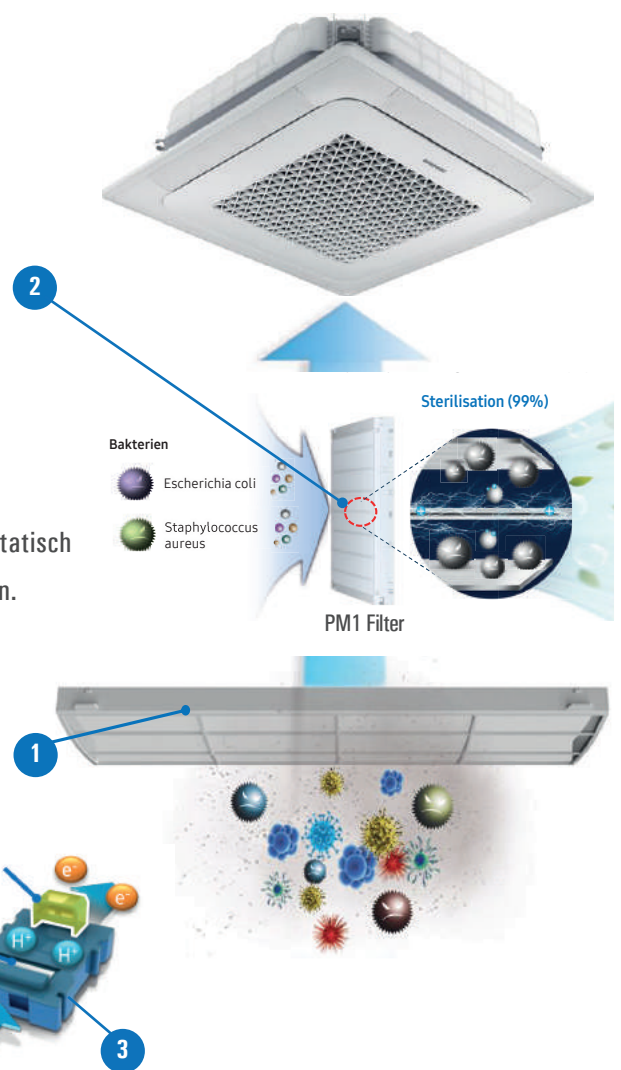 2
Sterilisation (99%)
Bakterien
Escherichia coli
Staphylococcus
aureus
tatisch
n.
PM1 Filter
1
e⁻
e⁻
H⁺
H⁺
3